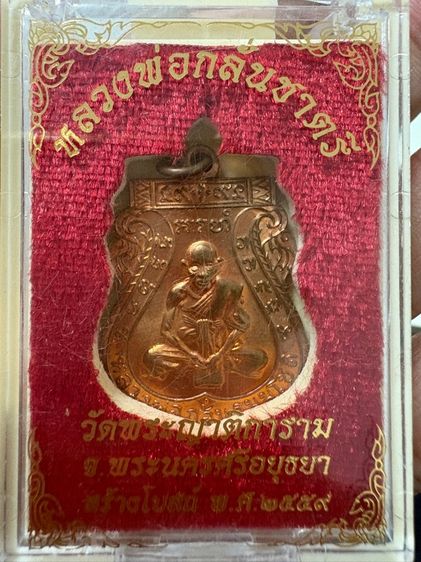 หลวงพ่อกลั่นชาตรี
วัดพระญาติการาม
จ.พระนครศรีอยุธยา
สร้างโบสถ์ พ.ศ.๒๕๕๙